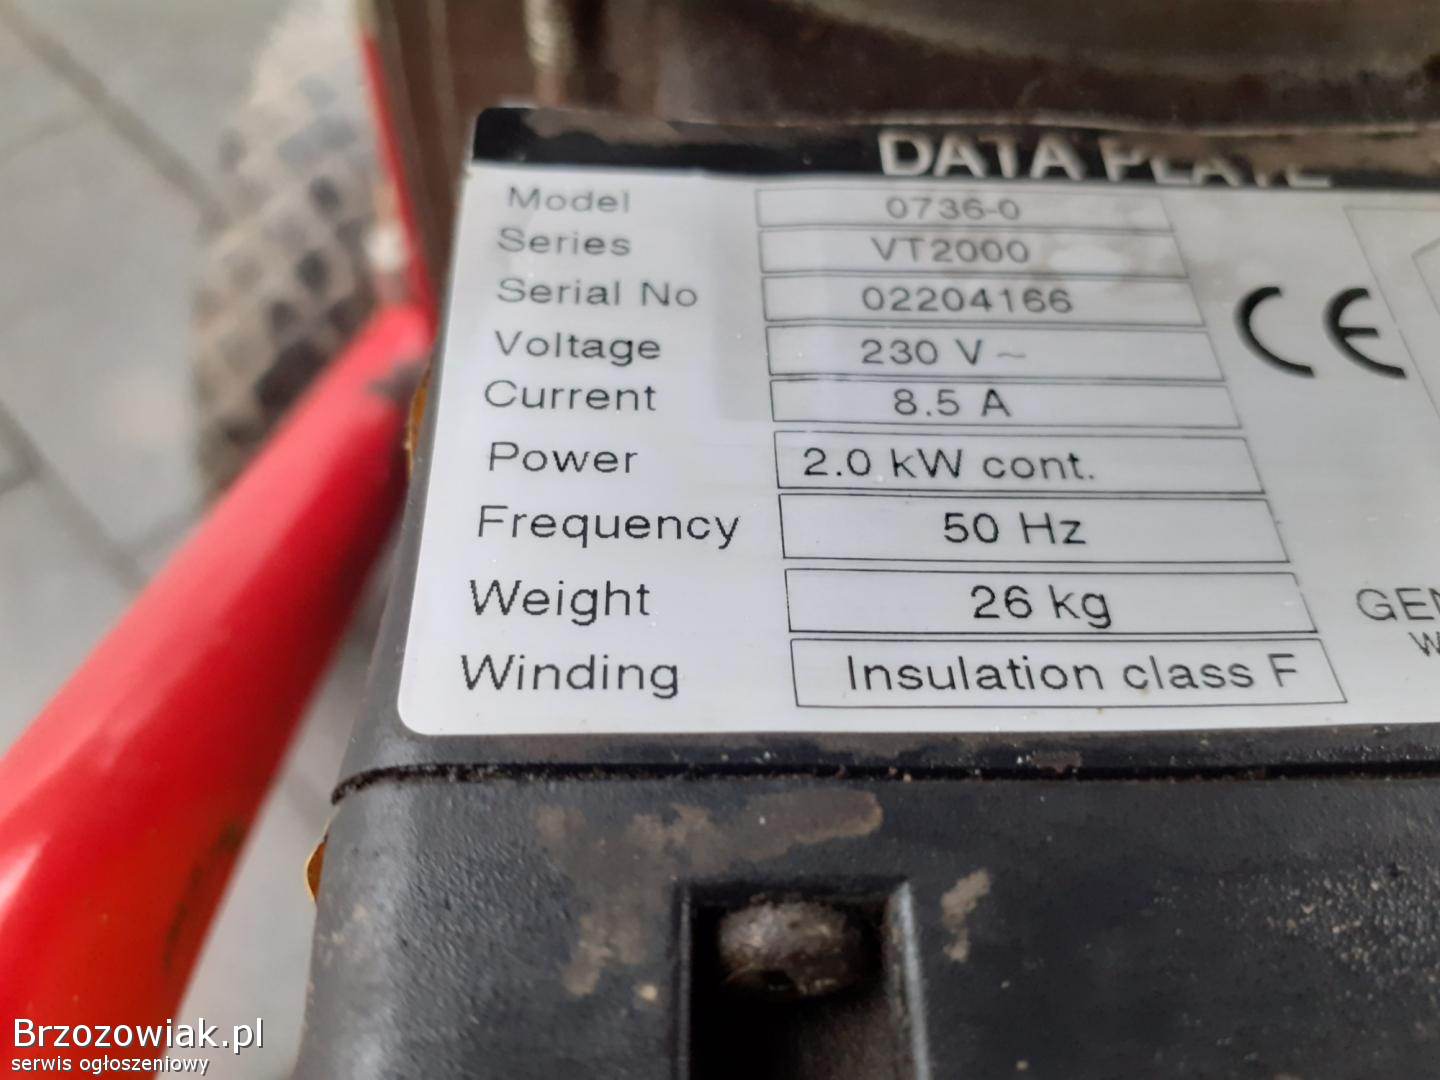 DATA PLATE
Model 0736-0
Series VT2000
Serial No 02204166
Voltage 230 V ~
Current 8.5 A
Power 2.0 kW cont.
Frequency 50 Hz
Weight 26 kg
Winding Insulation class F
CE
Brzozowiak.pl
serwis ogłoszeniowy